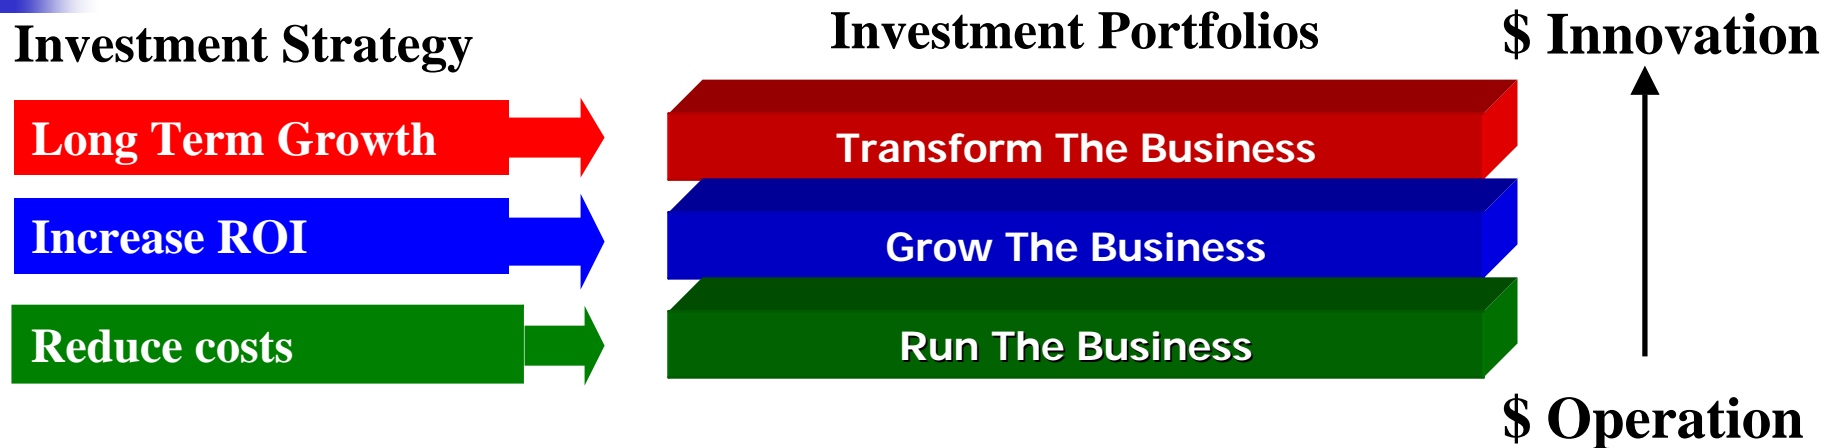 Investment Strategy
Investment Portfolios
$ Innovation
Long Term Growth
Transform The Business
Increase ROI
Grow The Business
Reduce costs
Run The Business
$ Operation